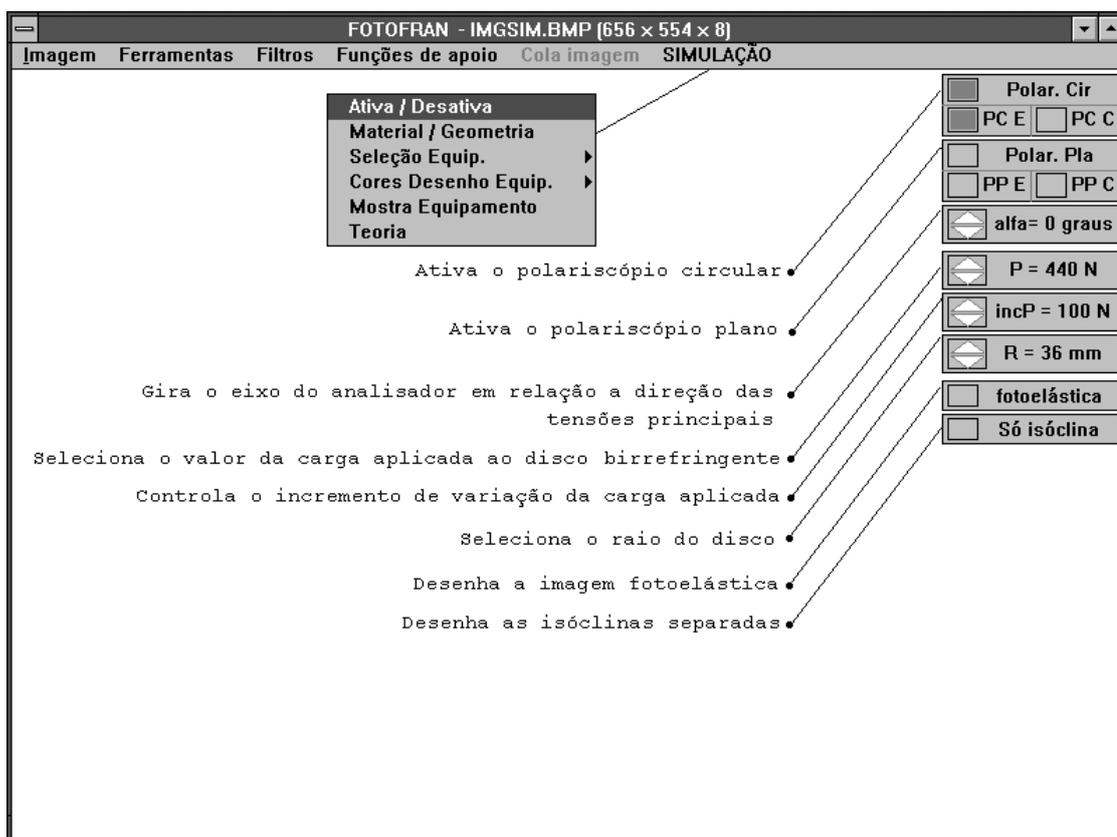 FOTOFRAN - IMGSIM.BMP (656 × 554 × 8)
Imagem Ferramentas Filtros Funções de apoio Cola imagem SIMULAÇÃO
Ativa / Desativa
Material / Geometria
Seleção Equip.
Cores Desenho Equip.
Mostra Equipamento
Teoria
Polar. Cir
PC E PC C
Polar. Pla
PP E PP C
alfa= 0 graus
P = 440 N
incP = 100 N
R = 36 mm
fotoelástica
Só isóclina
Ativa o polariscópio circular
Ativa o polariscópio plano
Gira o eixo do analisador em relação a direção das
tensões principais
Seleciona o valor da carga aplicada ao disco birrefringente
Controla o incremento de variação da carga aplicada
Seleciona o raio do disco
Desenha a imagem fotoelástica
Desenha as isóclinas separadas